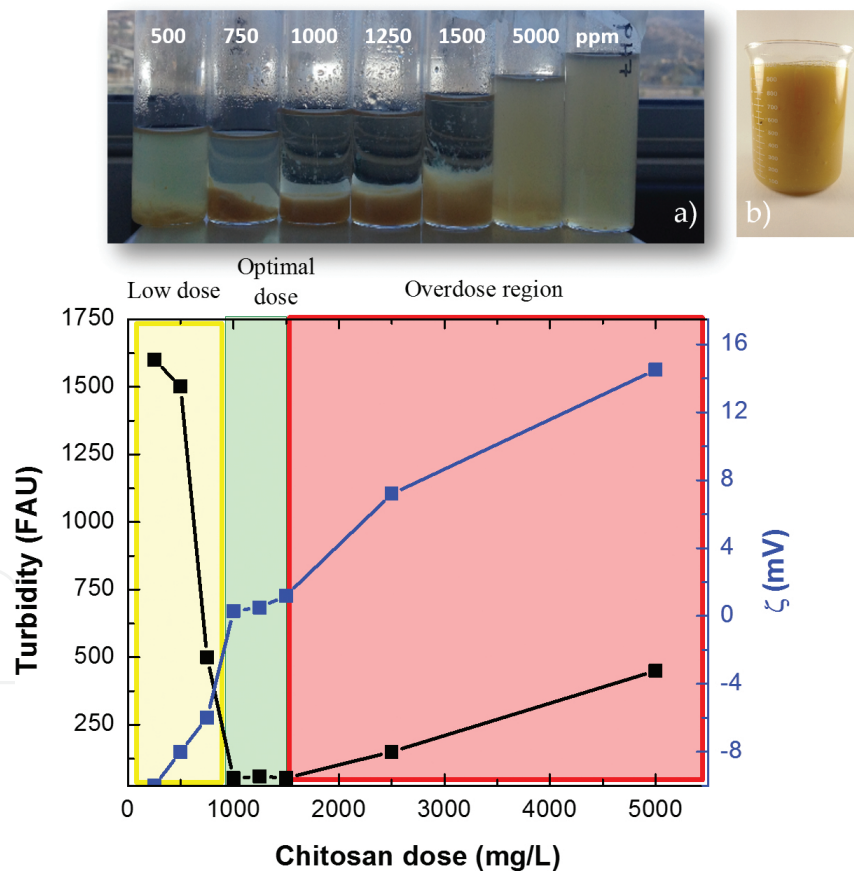 500 750 1000 1250 1500 5000 ppm
a)
b)
Low dose
Optimal
dose
Overdose region
1750
1500
1250
1000
750
500
250
Turbidity (FAU)
16
12
8
4
0
-4
-8
ζ (mV)
0 1000 2000 3000 4000 5000
Chitosan dose (mg/L)